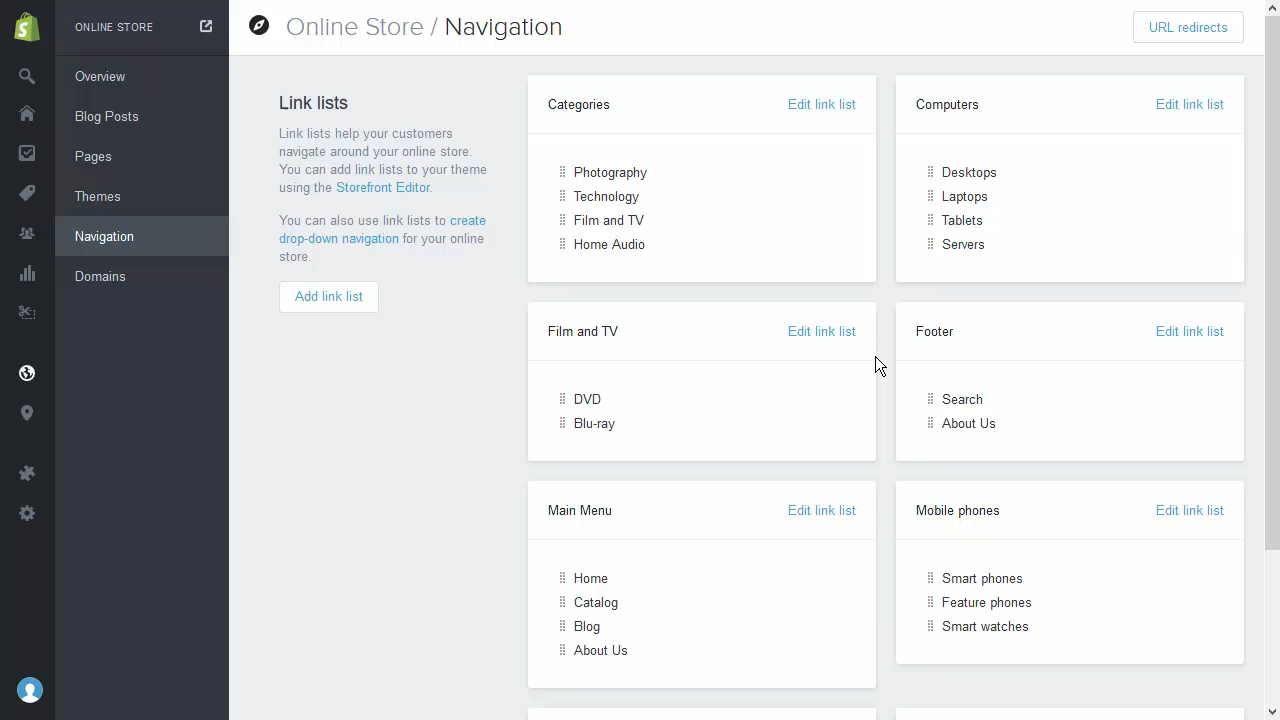 ONLINE STORE
Overview
Blog Posts
Pages
Themes
Navigation
Domains
Online Store / Navigation
URL redirects
Link lists
Link lists help your customers
navigate around your online store.
You can add link lists to your theme
using the Storefront Editor.
You can also use link lists to create
drop-down navigation for your online
store.
Add link list
Categories
Edit link list
Photography
Technology
Film and TV
Home Audio
Computers
Edit link list
Desktops
Laptops
Tablets
Servers
Film and TV
Edit link list
DVD
Blu-ray
Footer
Edit link list
Search
About Us
Main Menu
Edit link list
Home
Catalog
Blog
About Us
Mobile phones
Edit link list
Smart phones
Feature phones
Smart watches